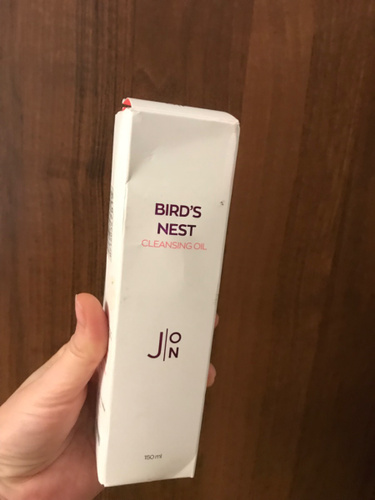 BIRD'S
NEST
CLEANSING OIL
J|ON
150 ml